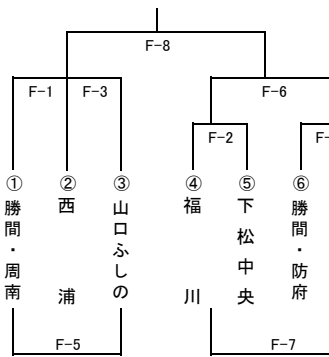 F-8
F-1 F-3 F-6
F-2 F-
① ② ③ ④ ⑤ ⑥
勝間・周南
西浦
山口ふしの
福川
下松中央
勝間・防府
F-5 F-7